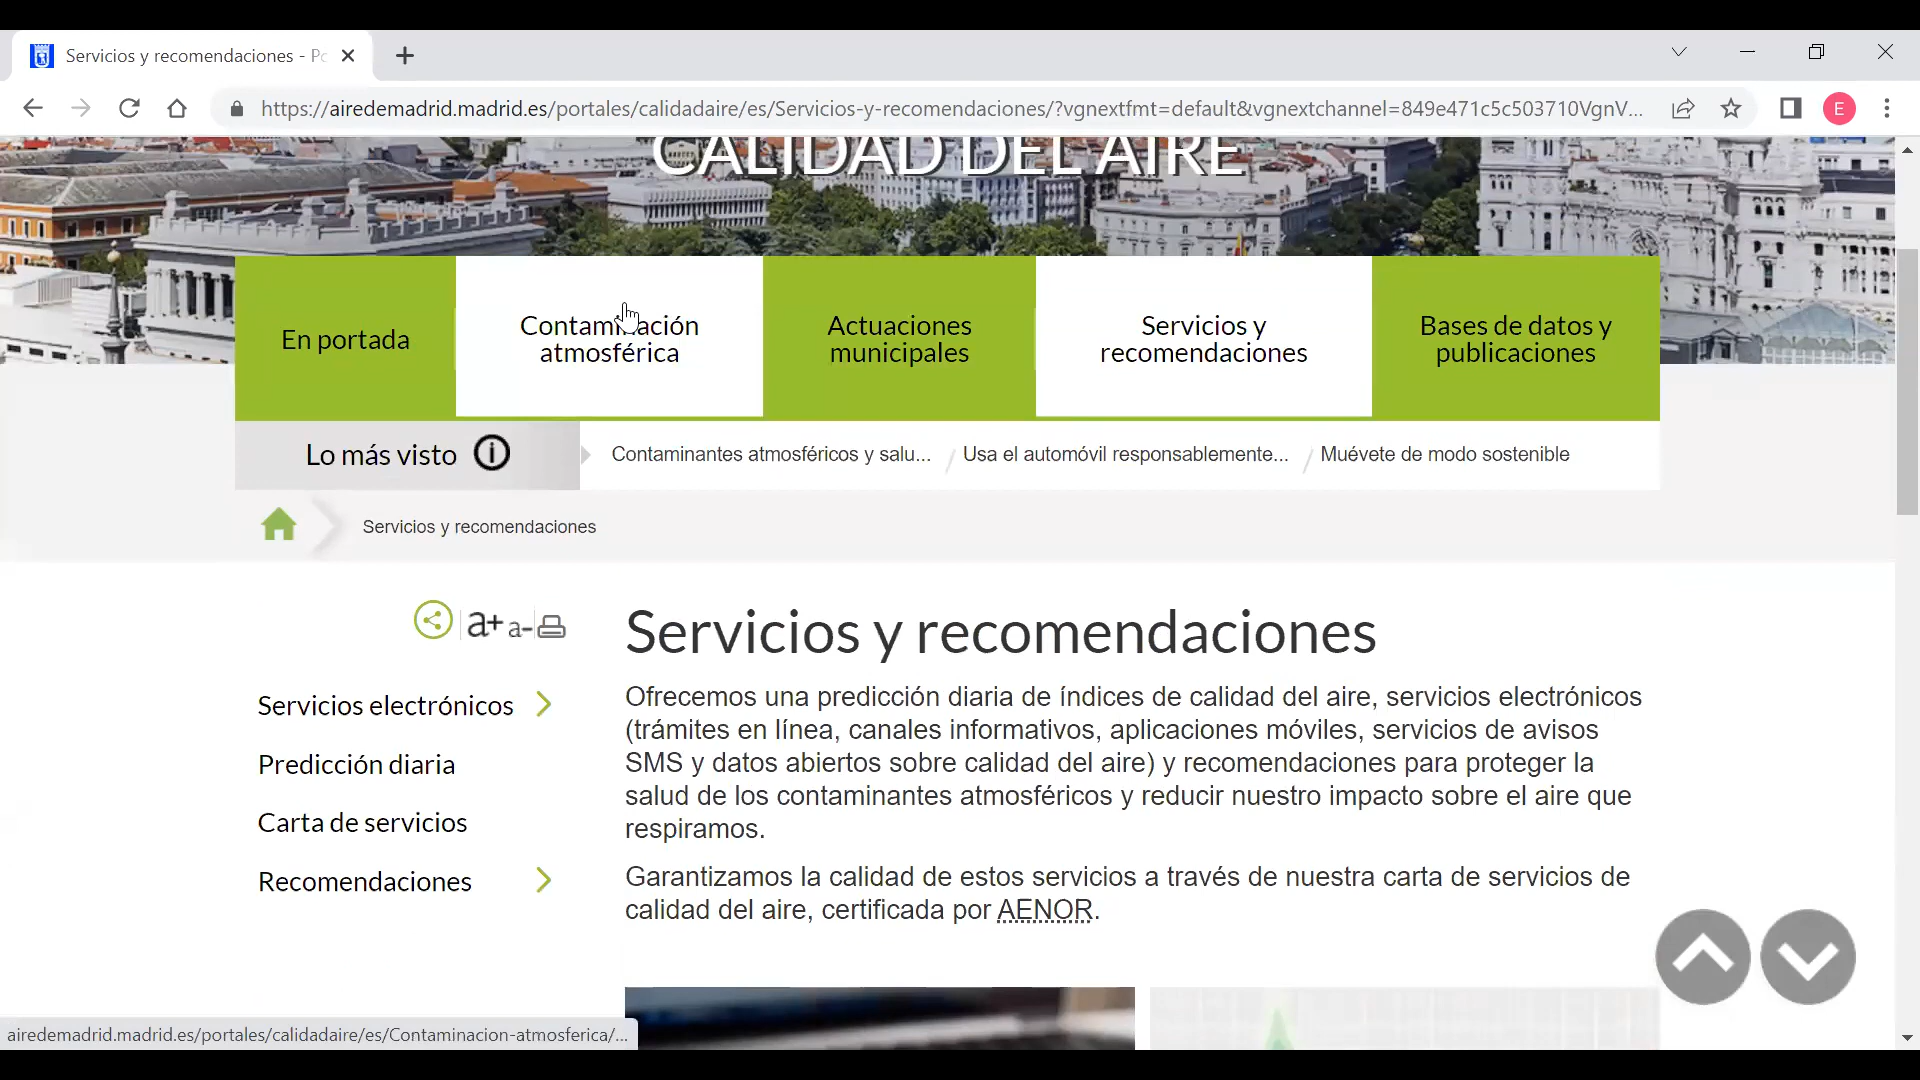 Servicios y recomendaciones - Po
https://airedemadrid.madrid.es/portales/calidadaire/es/Servicios-y-recomendaciones/?vgnextfmt=default&vgnextchannel=849e471c5c503710VgnV...
E
CALIDAD DEL AIRE
En portada
Contaminación
atmosférica
Actuaciones
municipales
Servicios y
recomendaciones
Bases de datos y
publicaciones
Lo más visto
Contaminantes atmosféricos y salu...
Usa el automóvil responsablemente...
Muévete de modo sostenible
Servicios y recomendaciones
a+ a-
Servicios y recomendaciones
Servicios electrónicos
Predicción diaria
Carta de servicios
Recomendaciones
Ofrecemos una predicción diaria de índices de calidad del aire, servicios electrónicos
(trámites en línea, canales informativos, aplicaciones móviles, servicios de avisos
SMS y datos abiertos sobre calidad del aire) y recomendaciones para proteger la
salud de los contaminantes atmosféricos y reducir nuestro impacto sobre el aire que
respiramos.
Garantizamos la calidad de estos servicios a través de nuestra carta de servicios de
calidad del aire, certificada por AENOR.
airedemadrid.madrid.es/portales/calidadaire/es/Contaminacion-atmosferica/...